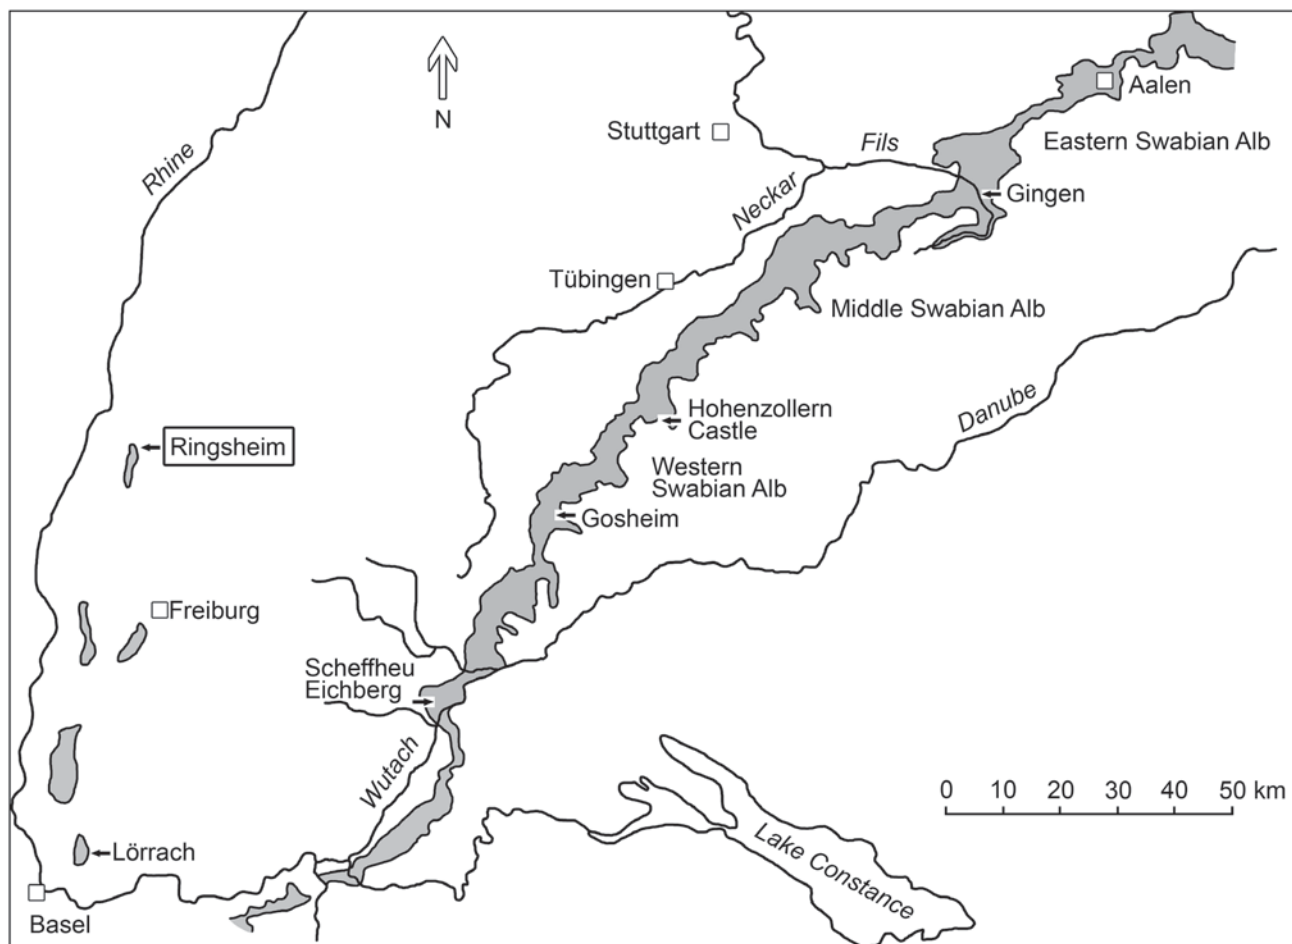 Aalen
N
Stuttgart
Fils
Eastern Swabian Alb
Rhine
Gingen
Neckar
Tübingen
Middle Swabian Alb
Danube
Hohenzollern
Castle
Ringsheim
Western
Swabian Alb
Gosheim
Freiburg
Scheffheu
Eichberg
Wutach
0 10 20 30 40 50 km
Lake Constance
Lörrach
Basel